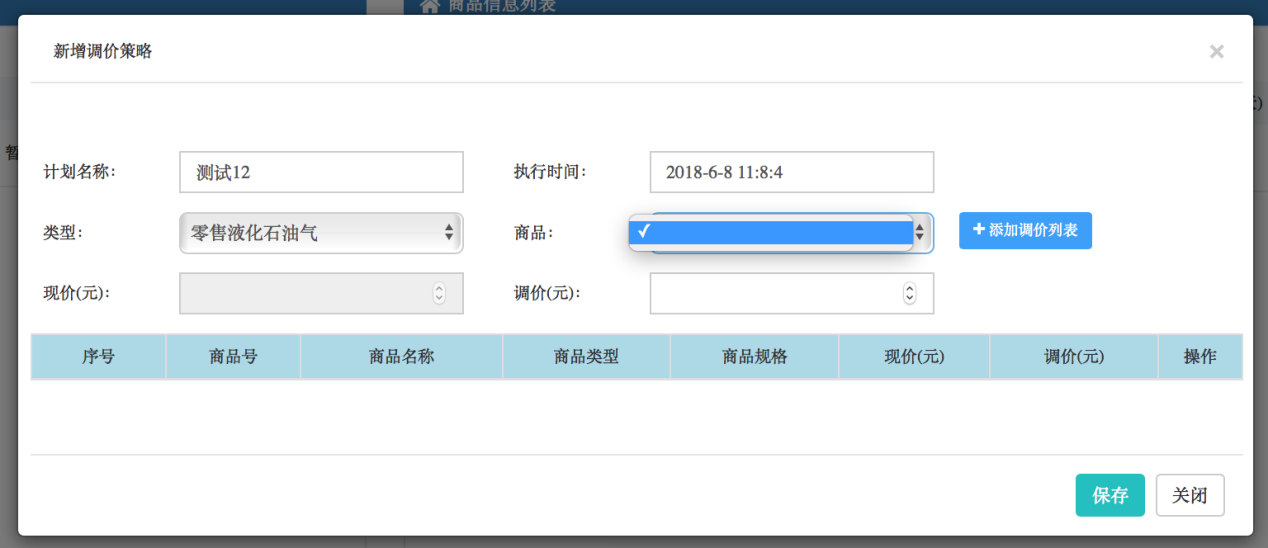 商品信息列表
新增调价策略 ×
暂
计划名称: 测试12 执行时间: 2018-6-8 11:8:4
类型: 零售液化石油气 商品: ✓ +添加调价列表
现价(元): 调价(元):
序号 商品号 商品名称 商品类型 商品规格 现价(元) 调价(元) 操作
保存 关闭